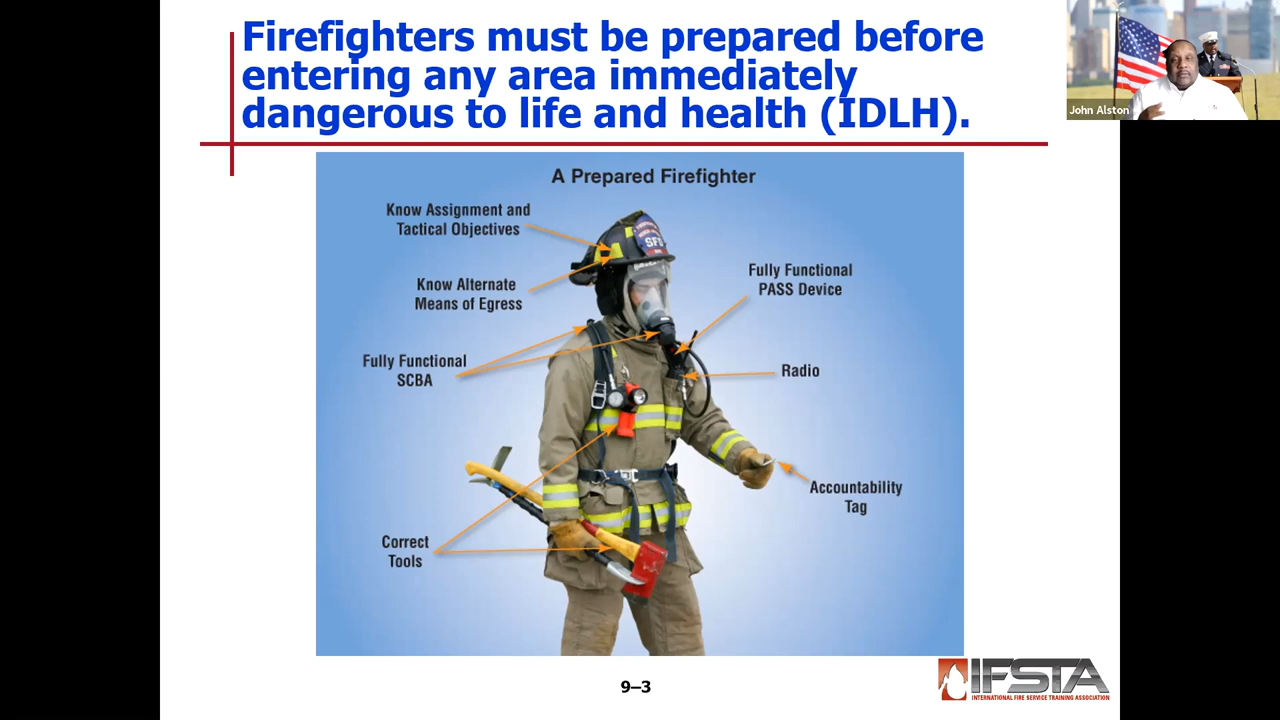 Firefighters must be prepared before
entering any area immediately
dangerous to life and health (IDLH).
John Alston
A Prepared Firefighter
Know Assignment and
Tactical Objectives
SFD
Know Alternate
Means of Egress
Fully Functional
PASS Device
Fully Functional
SCBA
Radio
Accountability
Tag
Correct
Tools
9–3
IFSTA
INTERNATIONAL FIRE SERVICE TRAINING ASSOCIATION